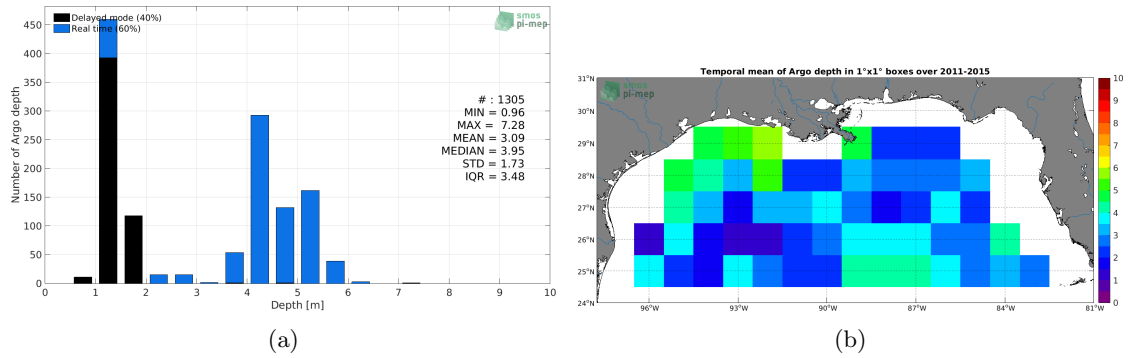 Delayed mode (40%)
Real time (60%)
smos
pi-mep
Number of Argo depth
450
400
350
300
250
200
150
100
50
0
# : 1305
MIN = 0.96
MAX = 7.28
MEAN = 3.09
MEDIAN = 3.95
STD = 1.73
IQR = 3.48
0 1 2 3 4 5 6 7 8 9 10
Depth [m]
(a)
Temporal mean of Argo depth in 1°x1° boxes over 2011-2015
smos
pi-mep
31°N
30°N
29°N
28°N
27°N
26°N
25°N
24°N
96°W 93°W 90°W 87°W 84°W 81°W
10
9
8
7
6
5
4
3
2
1
0
(b)